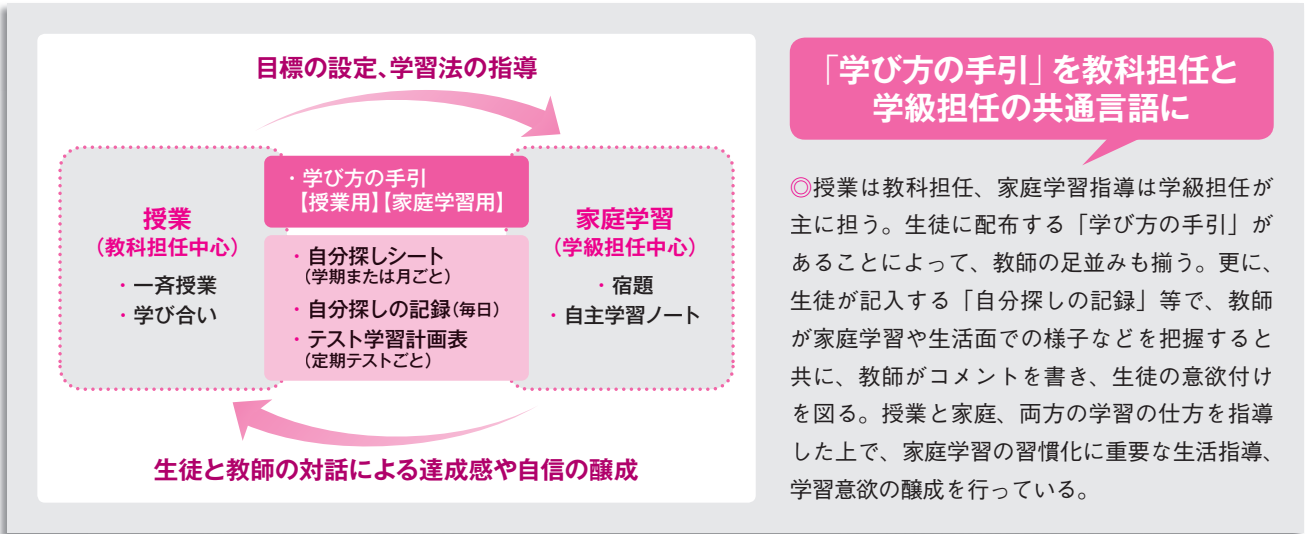 目標の設定、学習法の指導
授業
(教科担任中心)
・一斉授業
・学び合い
・学び方の手引
【授業用】【家庭学習用】
・自分探しシート
(学期または月ごと)
・自分探しの記録(毎日)
・テスト学習計画表
(定期テストごと)
家庭学習
(学級担任中心)
・宿題
・自主学習ノート
生徒と教師の対話による達成感や自信の醸成
「学び方の手引」を教科担任と
学級担任の共通言語に
◎授業は教科担任、家庭学習指導は学級担任が
主に担う。生徒に配布する「学び方の手引」が
あることによって、教師の足並みも揃う。更に、
生徒が記入する「自分探しの記録」等で、教師
が家庭学習や生活面での様子などを把握すると
共に、教師がコメントを書き、生徒の意欲付け
を図る。授業と家庭、両方の学習の仕方を指導
した上で、家庭学習の習慣化に重要な生活指導、
学習意欲の醸成を行っている。